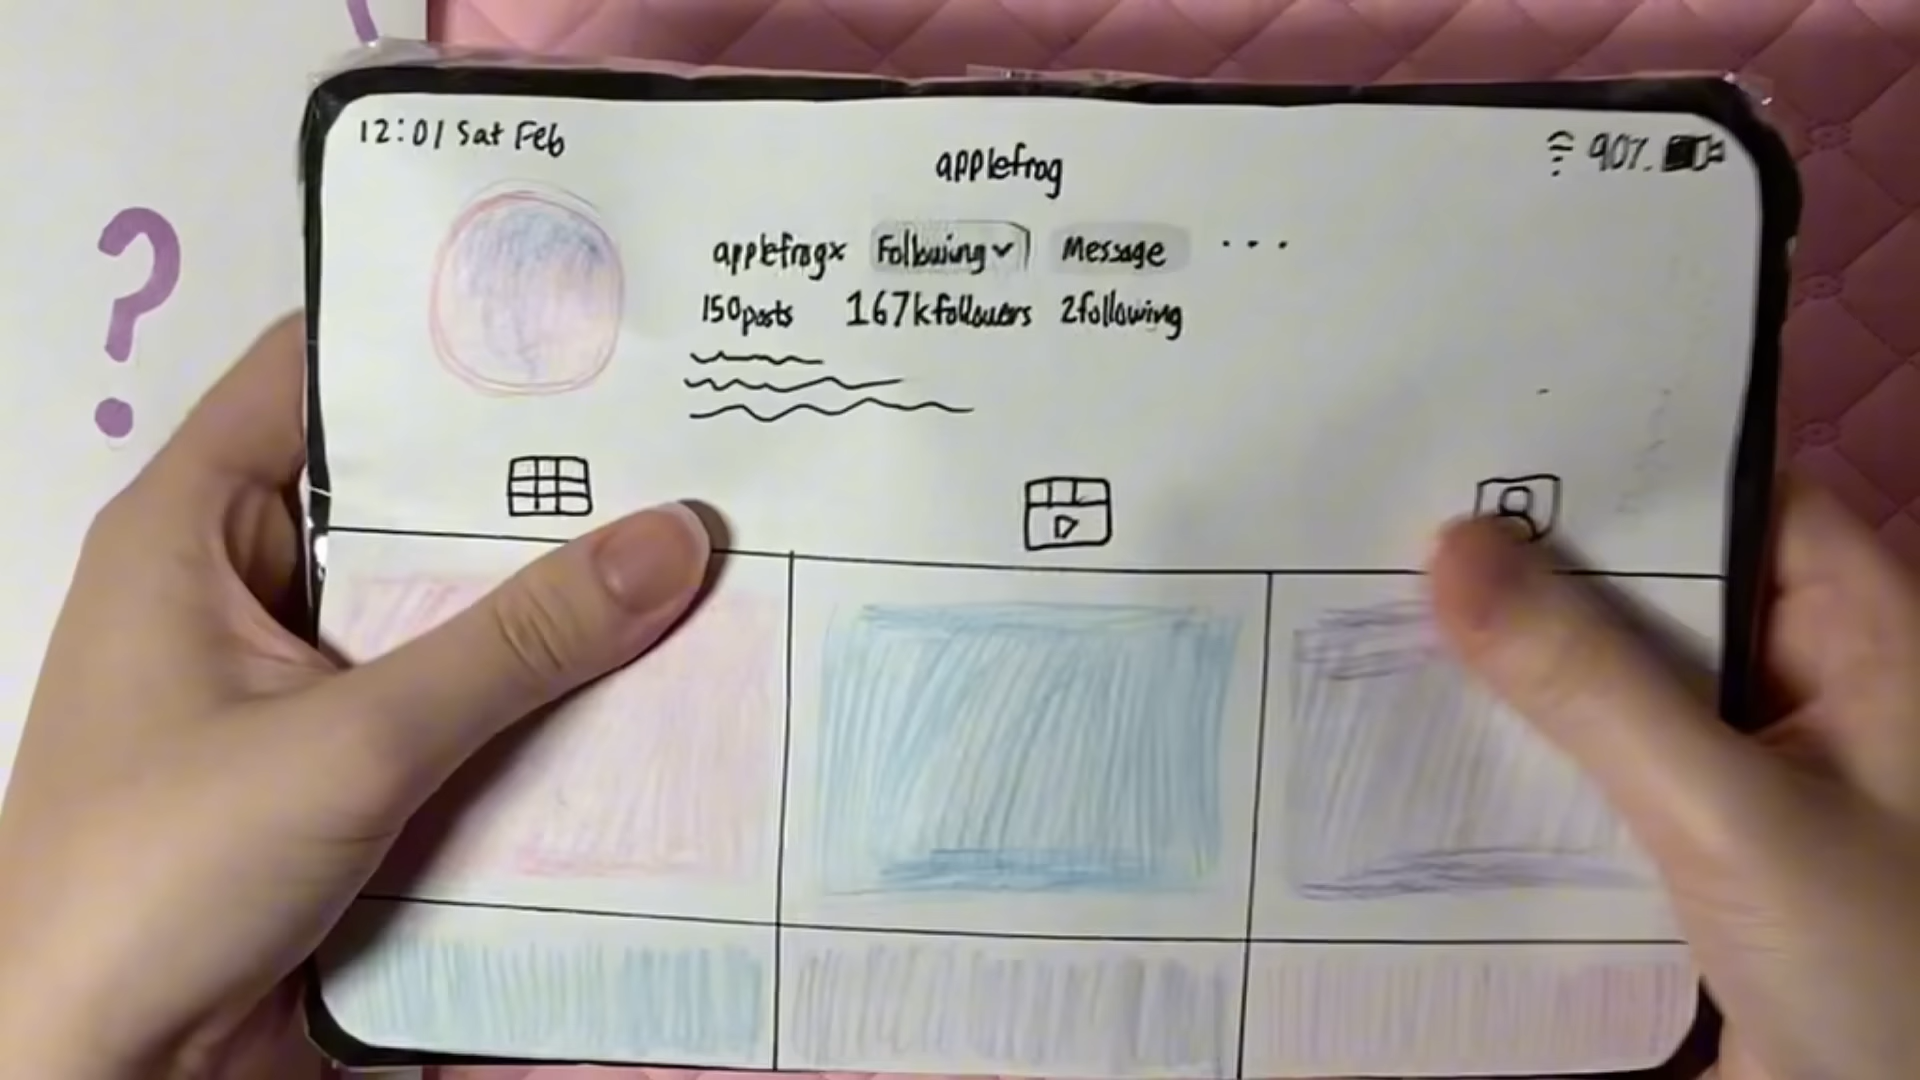 12:01 Sat Feb
90%
applefrog
applefrogx Following Message ...
150posts 167kfollowers 2following
?